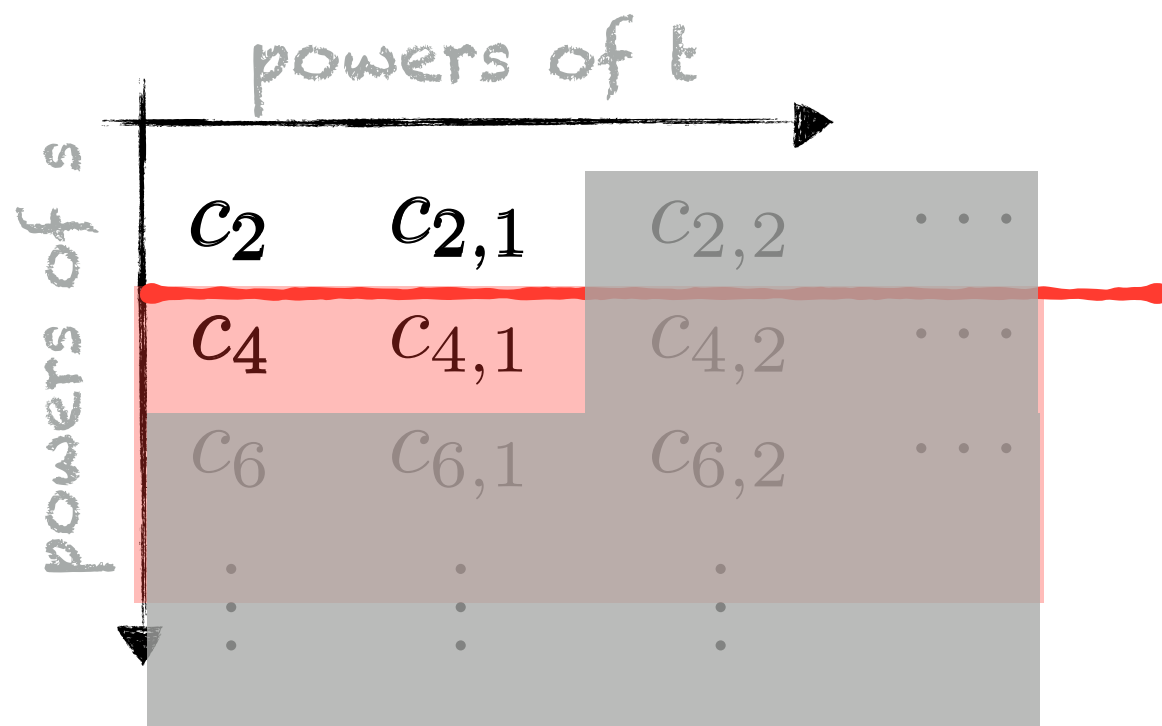 powers of t
powers of s
c₂ c₂,₁ c₂,₂ ⋯
c₄ c₄,₁ c₄,₂ ⋯
c₆ c₆,₁ c₆,₂ ⋯
⋮ ⋮ ⋮